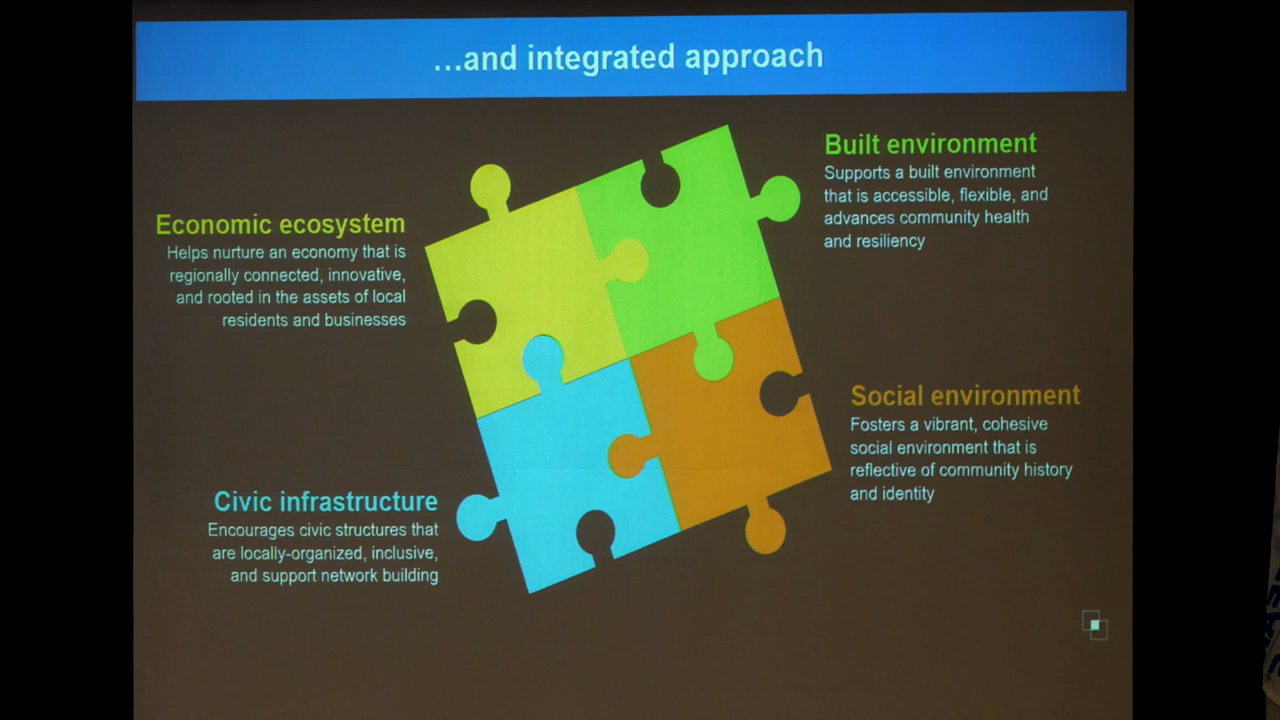 ...and integrated approach
Economic ecosystem
Helps nurture an economy that is
regionally connected, innovative,
and rooted in the assets of local
residents and businesses
Built environment
Supports a built environment
that is accessible, flexible, and
advances community health
and resiliency
Civic infrastructure
Encourages civic structures that
are locally-organized, inclusive,
and support network building
Social environment
Fosters a vibrant, cohesive
social environment that is
reflective of community history
and identity